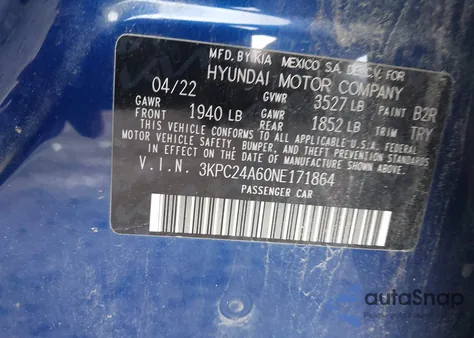 MFD. BY KIA MEXICO S.A. DE C.V. FOR
HYUNDAI MOTOR COMPANY
04/22 GVWR 3527 LB PAINT B2R
GAWR FRONT 1940 LB GAWR REAR 1852 LB TRIM TRY
THIS VEHICLE CONFORMS TO ALL APPLICABLE U.S.A. FEDERAL
MOTOR VEHICLE SAFETY, BUMPER, AND THEFT PREVENTION STANDARDS
IN EFFECT ON THE DATE OF MANUFACTURE SHOWN ABOVE.
V.I.N. 3KPC24A60NE171864
PASSENGER CAR
autoSnap